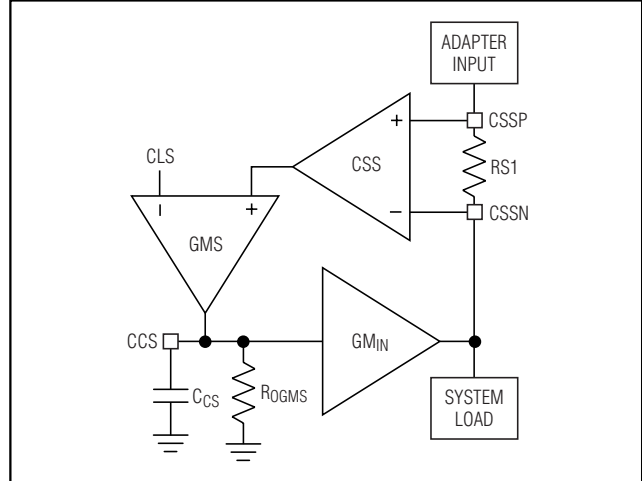 ADAPTER
INPUT
+
CSSP
CSS
RS1
CLS
−
CSSN
− +
GMS
CCS
GMIN
CCS
ROGMS
SYSTEM
LOAD